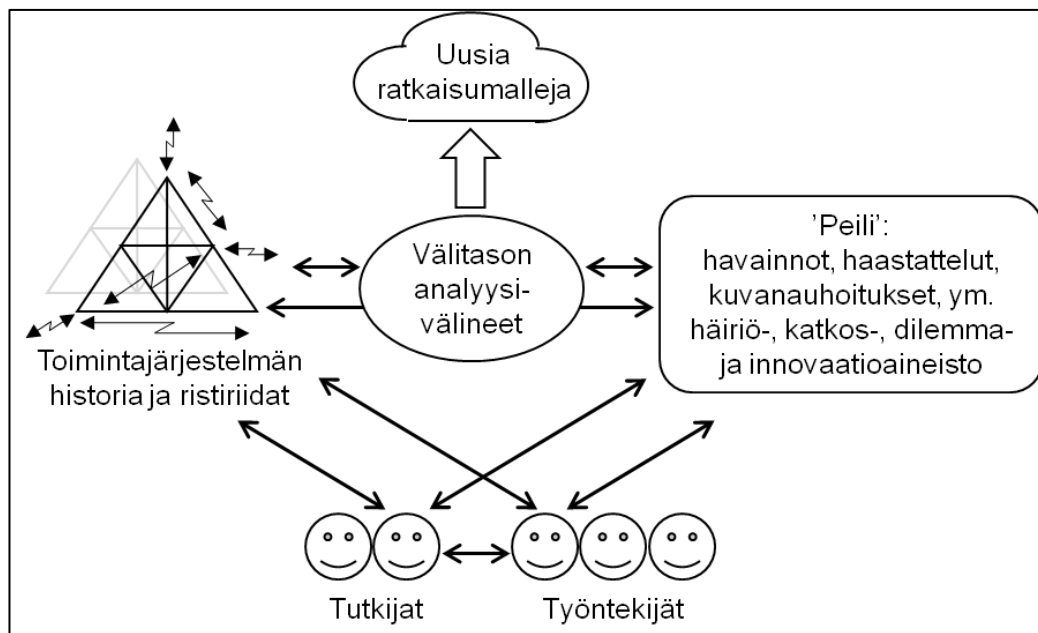 Uusia
ratkaisumalleja
Välitason
analyysi-
välineet
’Peili’:
havainnot, haastattelut,
kuvanauhoitukset, ym.
häiriö-, katkos-, dilemma-
ja innovaatioaineisto
Toimintajärjestelmän
historia ja ristiriidat
Tutkijat
Työntekijät